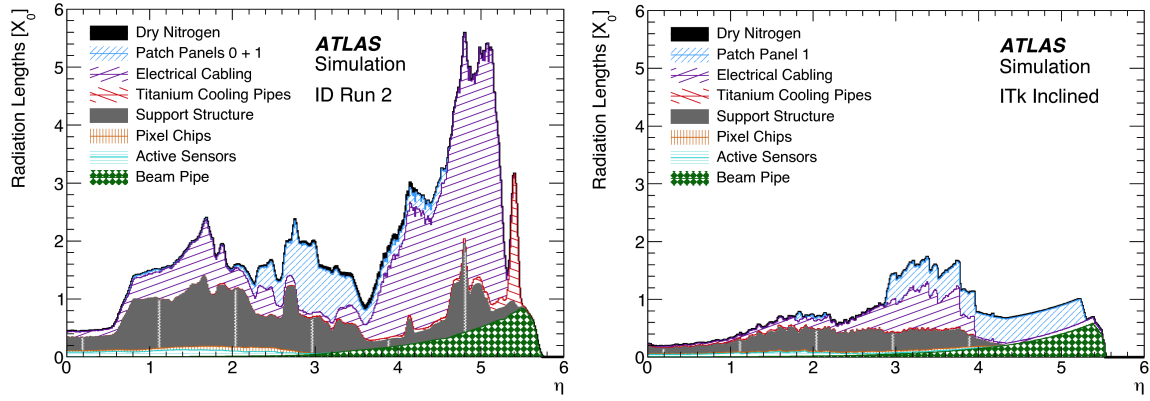 Radiation Lengths [X₀]
6
5
4
3
2
1
0
Dry Nitrogen
Patch Panels 0 + 1
Electrical Cabling
Titanium Cooling Pipes
Support Structure
Pixel Chips
Active Sensors
Beam Pipe
ATLAS
Simulation
ID Run 2
0 1 2 3 4 5 6
η
Radiation Lengths [X₀]
6
5
4
3
2
1
0
Dry Nitrogen
Patch Panel 1
Electrical Cabling
Titanium Cooling Pipes
Support Structure
Pixel Chips
Active Sensors
Beam Pipe
ATLAS
Simulation
ITk Inclined
0 1 2 3 4 5 6
η